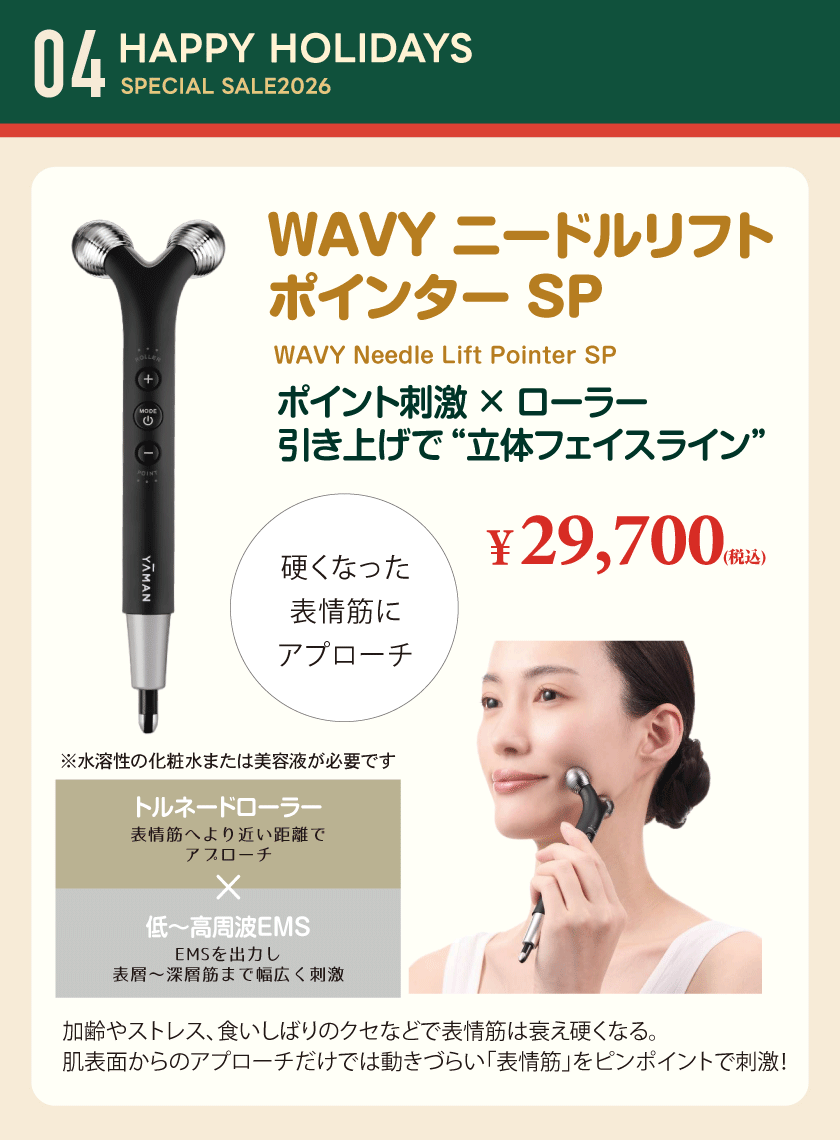 04 HAPPY HOLIDAYS
SPECIAL SALE2026
WAVY ニードルリフト
ポインター SP
WAVY Needle Lift Pointer SP
ポイント刺激 × ローラー
引き上げで“立体フェイスライン”
¥29,700(税込)
硬くなった
表情筋に
アプローチ
ROLLER
+
MODE
−
POINT
YAMAN
※水溶性の化粧水または美容液が必要です
トルネードローラー
表情筋へより近い距離で
アプローチ
×
低〜高周波EMS
EMSを出力し
表層〜深層筋まで幅広く刺激
加齢やストレス、食いしばりのクセなどで表情筋は衰え硬くなる。
肌表面からのアプローチだけでは動きづらい「表情筋」をピンポイントで刺激!